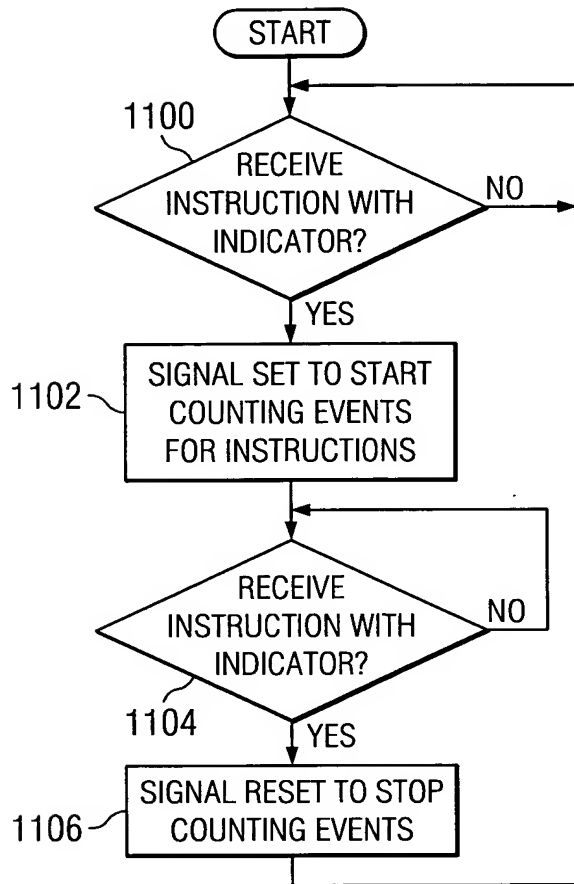 START
1100
RECEIVE
INSTRUCTION WITH
INDICATOR?
NO
YES
1102
SIGNAL SET TO START
COUNTING EVENTS
FOR INSTRUCTIONS
RECEIVE
INSTRUCTION WITH
INDICATOR?
NO
1104
YES
1106
SIGNAL RESET TO STOP
COUNTING EVENTS